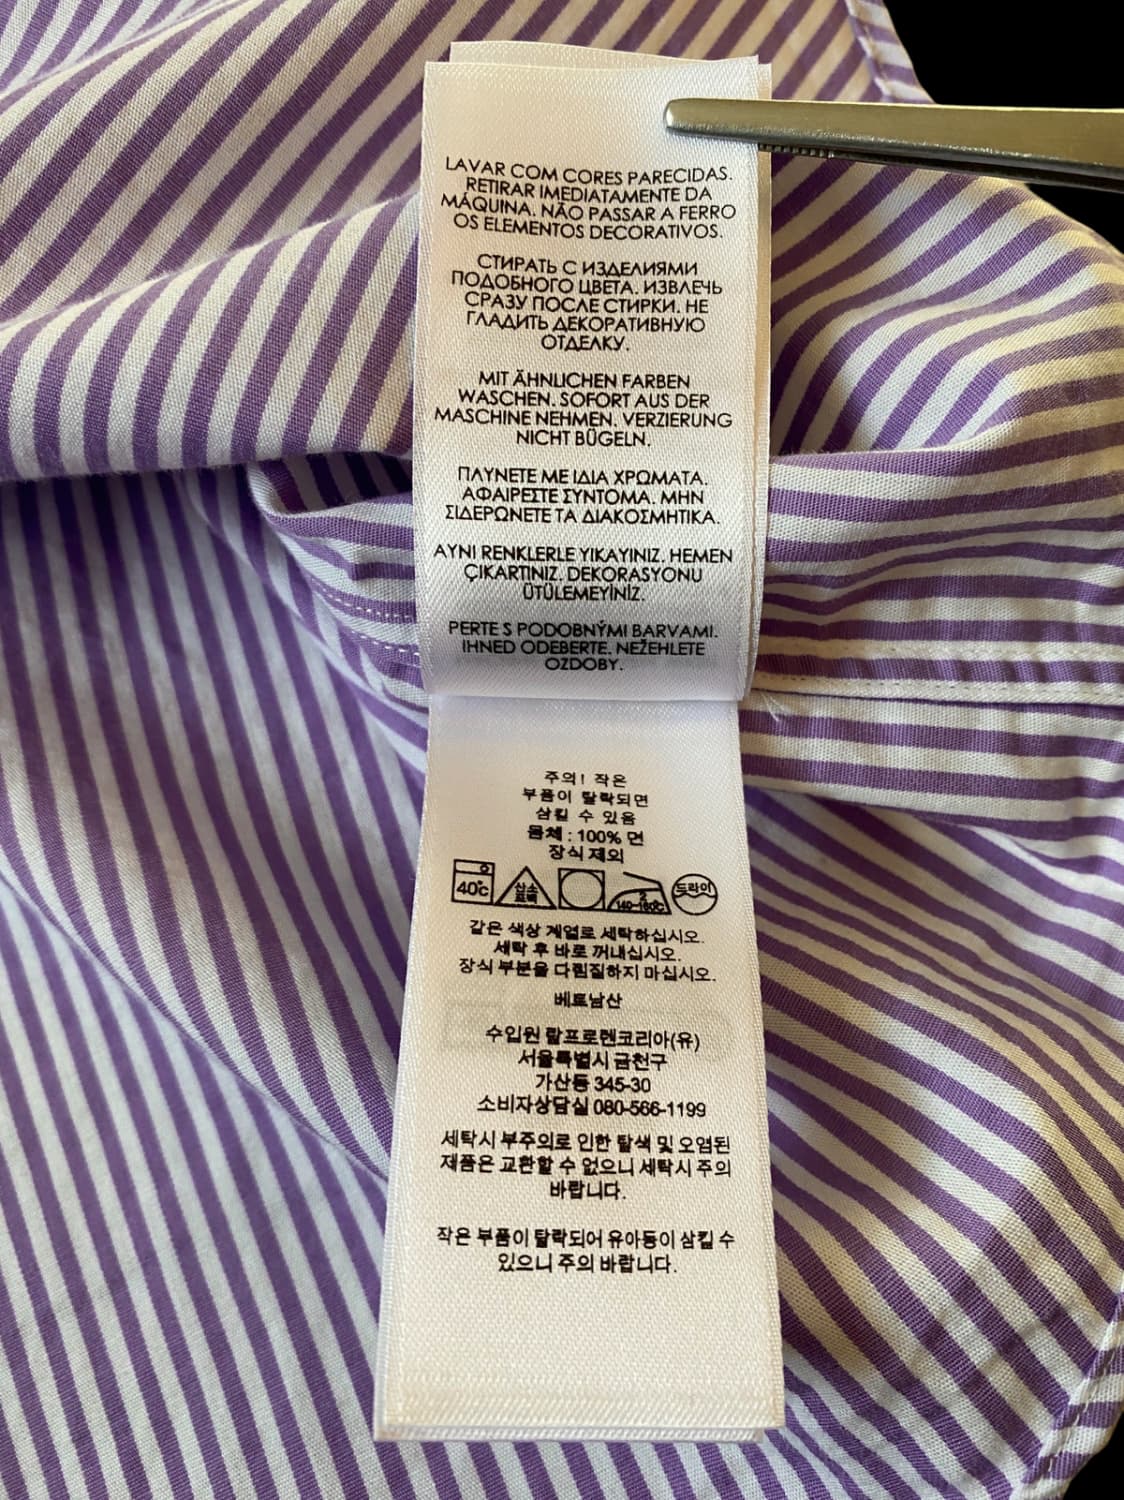 LAVAR COM CORES PARECIDAS.
RETIRAR IMEDIATAMENTE DA
MÁQUINA. NÃO PASSAR A FERRO
OS ELEMENTOS DECORATIVOS.
СТИРАТЬ С ИЗДЕЛИЯМИ
ПОДОБНОГО ЦВЕТА. ИЗВЛЕЧЬ
СРАЗУ ПОСЛЕ СТИРКИ. НЕ
ГЛАДИТЬ ДЕКОРАТИВНУЮ
ОТДЕЛКУ.
MIT ÄHNLICHEN FARBEN
WASCHEN. SOFORT AUS DER
MASCHINE NEHMEN. VERZIERUNG
NICHT BÜGELN.
ΠΛΥΝΕΤΕ ΜΕ ΙΔΙΑ ΧΡΩΜΑΤΑ.
ΑΦΑΙΡΕΣΤΕ ΣΥΝΤΟΜΑ. ΜΗΝ
ΣΙΔΕΡΩΝΕΤΕ ΤΑ ΔΙΑΚΟΣΜΗΤΙΚΑ.
AYNI RENKLERLE YIKAYINIZ. HEMEN
ÇIKARTINIZ. DEKORASYONU
ÜTÜLEMEYİNİZ.
PERTE S PODOBNÝMI BARVAMI.
IHNED ODEBERTE. NEŽEHLETE
OZDOBY.
주의! 작은
부품이 탈락되면
삼킬 수 있음
몸체 : 100% 면
장식 제외
40℃ 산소 표백 2 140~160℃ 드라이
같은 색상 계열로 세탁하십시오.
세탁 후 바로 꺼내십시오.
장식 부분을 다림질하지 마십시오.
베트남산
수입원 랄프로렌코리아(유)
서울특별시 금천구
가산동 345-30
소비자상담실 080-566-1199
세탁시 부주의로 인한 탈색 및 오염된
제품은 교환할 수 없으니 세탁시 주의
바랍니다.
작은 부품이 탈락되어 유아동이 삼킬 수
있으니 주의 바랍니다.